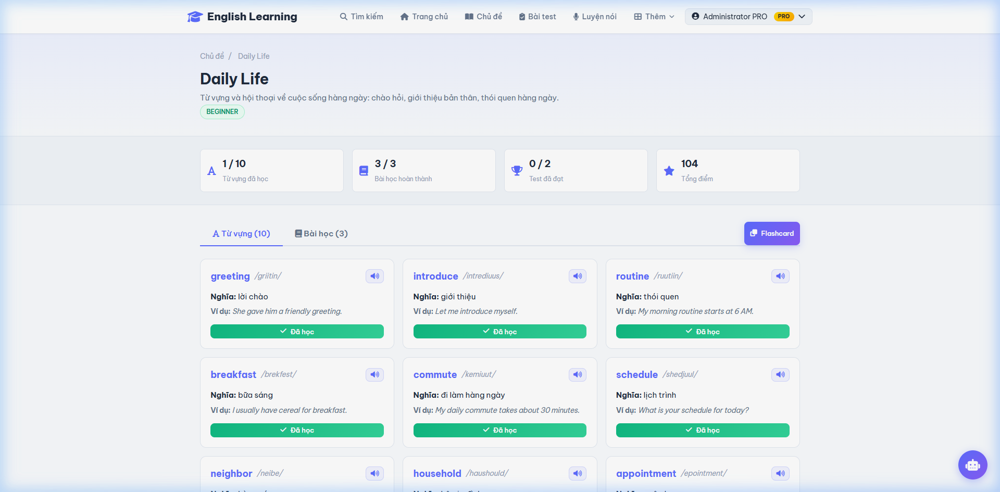 English Learning
Tìm kiếm
Trang chủ
Chủ đề
Bài test
Luyện nói
Thêm
Administrator PRO PRO
Chủ đề / Daily Life
Daily Life
Từ vựng và hội thoại về cuộc sống hàng ngày: chào hỏi, giới thiệu bản thân, thói quen hàng ngày.
BEGINNER
1 / 10
Từ vựng đã học
3 / 3
Bài học hoàn thành
0 / 2
Test đã đạt
104
Tổng điểm
Từ vựng (10)
Bài học (3)
Flashcard
greeting /griitin/
Nghĩa: lời chào
Ví dụ: She gave him a friendly greeting.
Đã học
introduce /intrediuus/
Nghĩa: giới thiệu
Ví dụ: Let me introduce myself.
Đã học
routine /ruutiin/
Nghĩa: thói quen
Ví dụ: My morning routine starts at 6 AM.
Đã học
breakfast /brekfest/
Nghĩa: bữa sáng
Ví dụ: I usually have cereal for breakfast.
Đã học
commute /kemiuut/
Nghĩa: đi làm hàng ngày
Ví dụ: My daily commute takes about 30 minutes.
Đã học
schedule /shedjuul/
Nghĩa: lịch trình
Ví dụ: What is your schedule for today?
Đã học
neighbor /neibe/
household /haushould/
appointment /epointment/